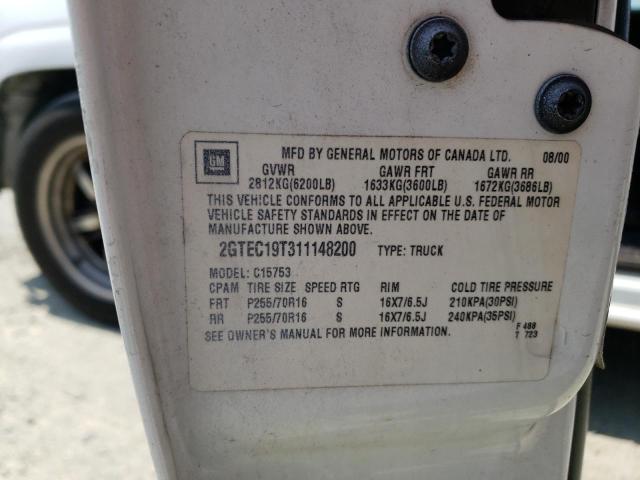 GM
MFD BY GENERAL MOTORS OF CANADA LTD. 08/00
GVWR GAWR FRT GAWR RR
2812KG(6200LB) 1633KG(3600LB) 1672KG(3686LB)
THIS VEHICLE CONFORMS TO ALL APPLICABLE U.S. FEDERAL MOTOR
VEHICLE SAFETY STANDARDS IN EFFECT ON THE DATE OF
MANUFACTURE SHOWN ABOVE.
2GTEC19T311148200 TYPE: TRUCK
MODEL: C15753
CPAM TIRE SIZE SPEED RTG RIM COLD TIRE PRESSURE
FRT P255/70R16 S 16X7/6.5J 210KPA(30PSI)
RR P255/70R16 S 16X7/6.5J 240KPA(35PSI)
SEE OWNER'S MANUAL FOR MORE INFORMATION.
F 488
T 723